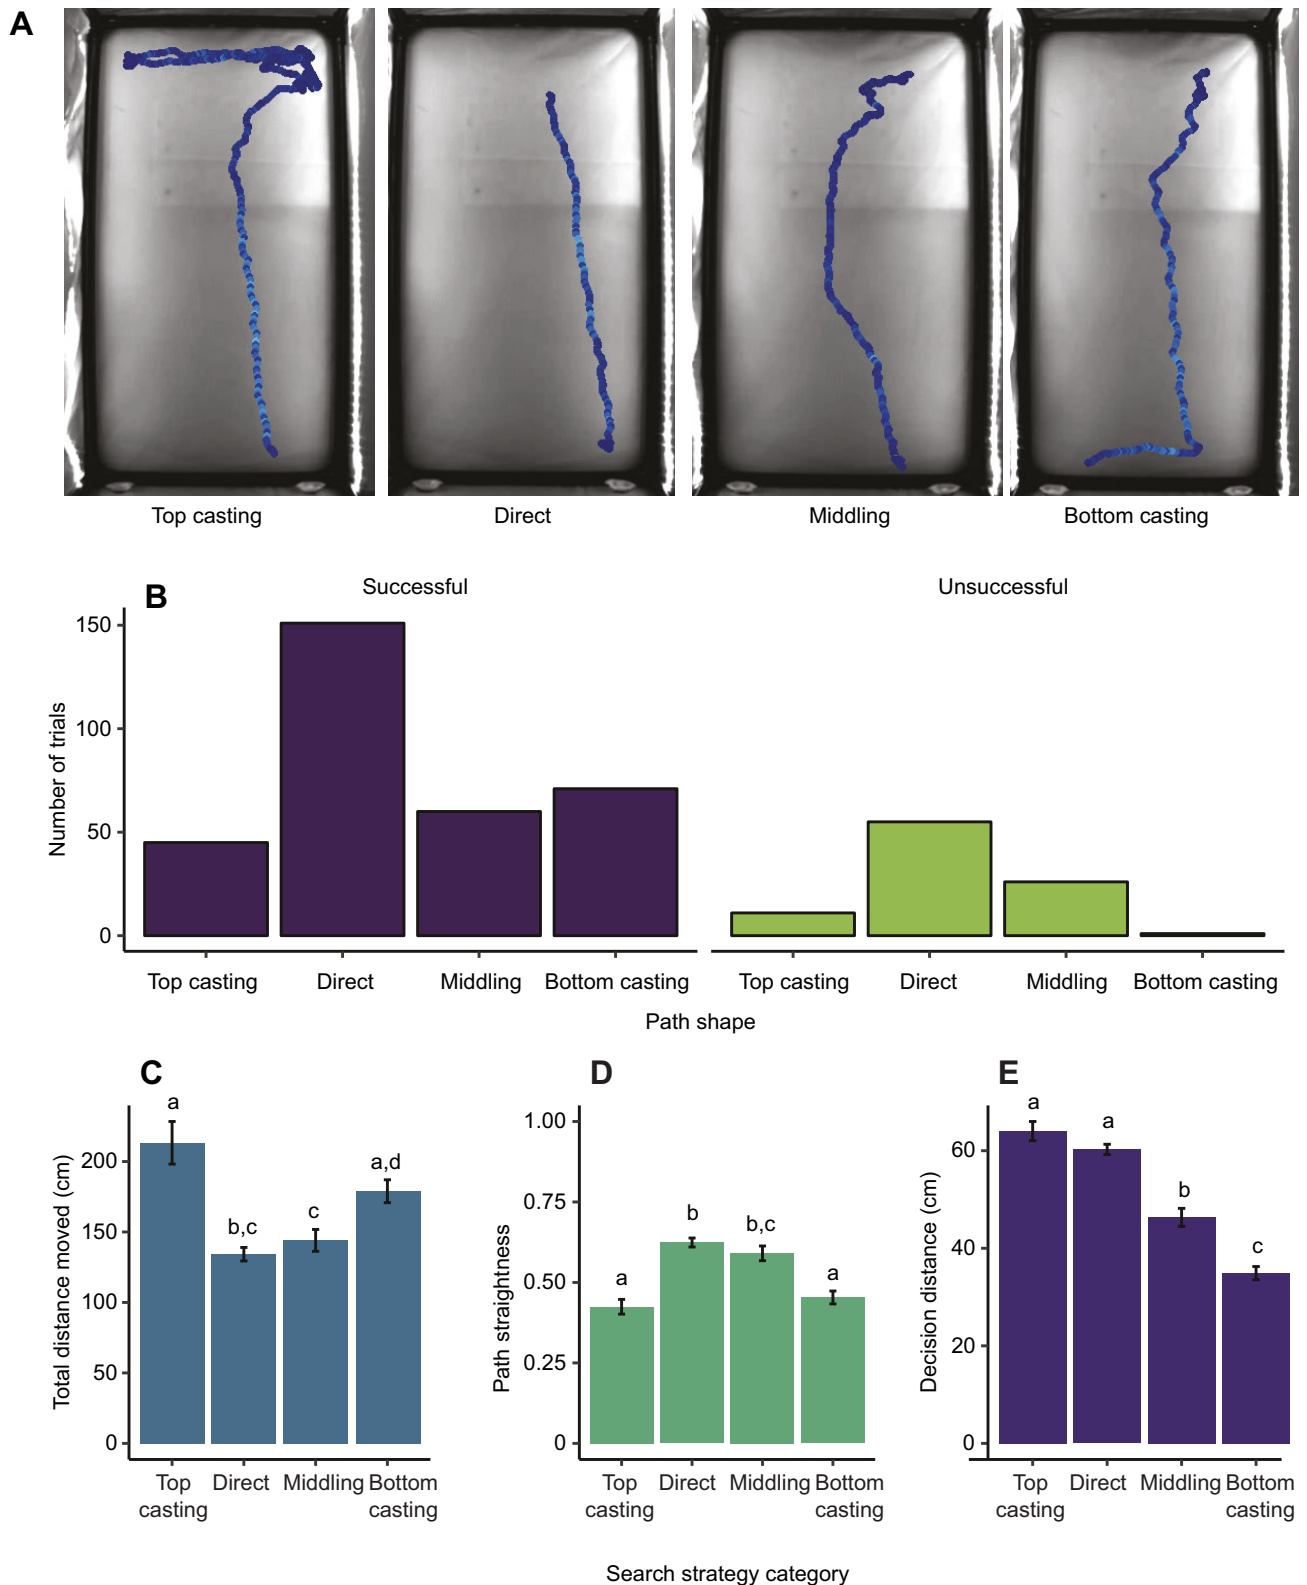 A
Top casting
Direct
Middling
Bottom casting
B
Successful
Unsuccessful
Number of trials
150
100
50
0
Top casting
Direct
Middling
Bottom casting
Top casting
Direct
Middling
Bottom casting
Path shape
C
Total distance moved (cm)
200
150
100
50
0
a
b,c
c
a,d
Top casting
Direct
Middling
Bottom casting
D
Path straightness
1.00
0.75
0.50
0.25
0
a
b
b,c
a
Top casting
Direct
Middling
Bottom casting
E
Decision distance (cm)
60
40
20
0
a
a
b
c
Top casting
Direct
Middling
Bottom casting
Search strategy category